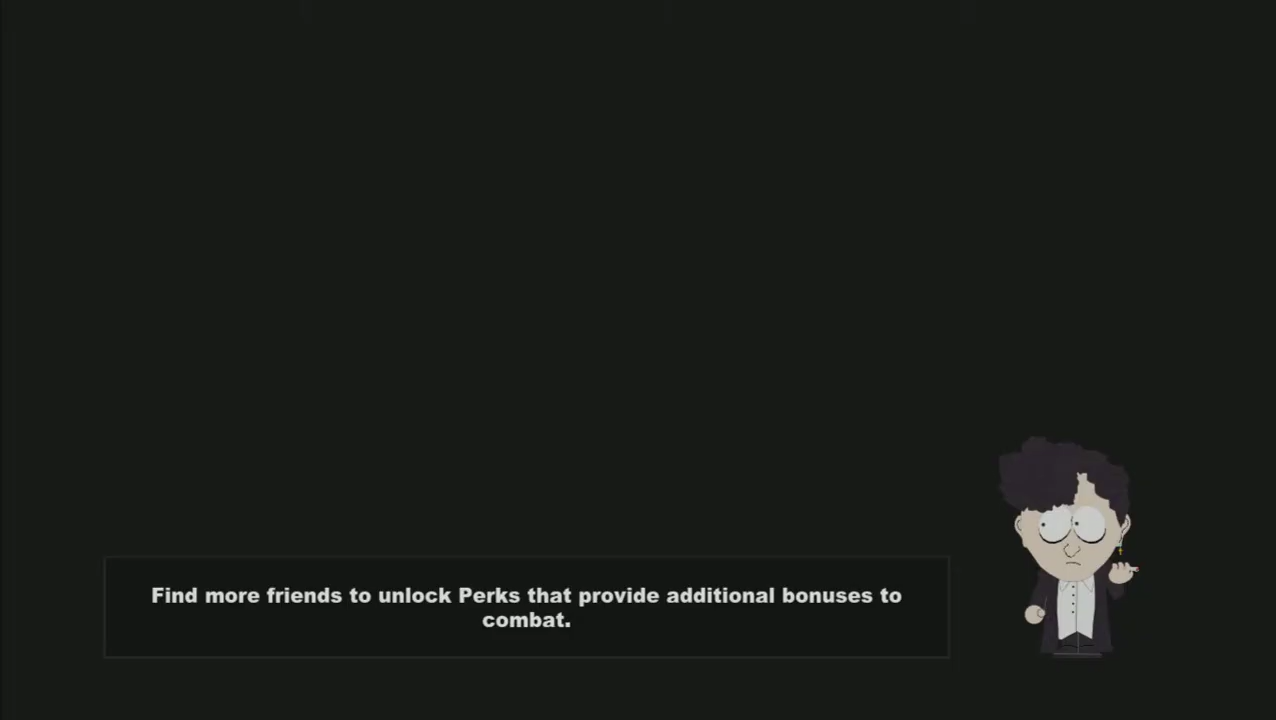 Find more friends to unlock Perks that provide additional bonuses to
combat.